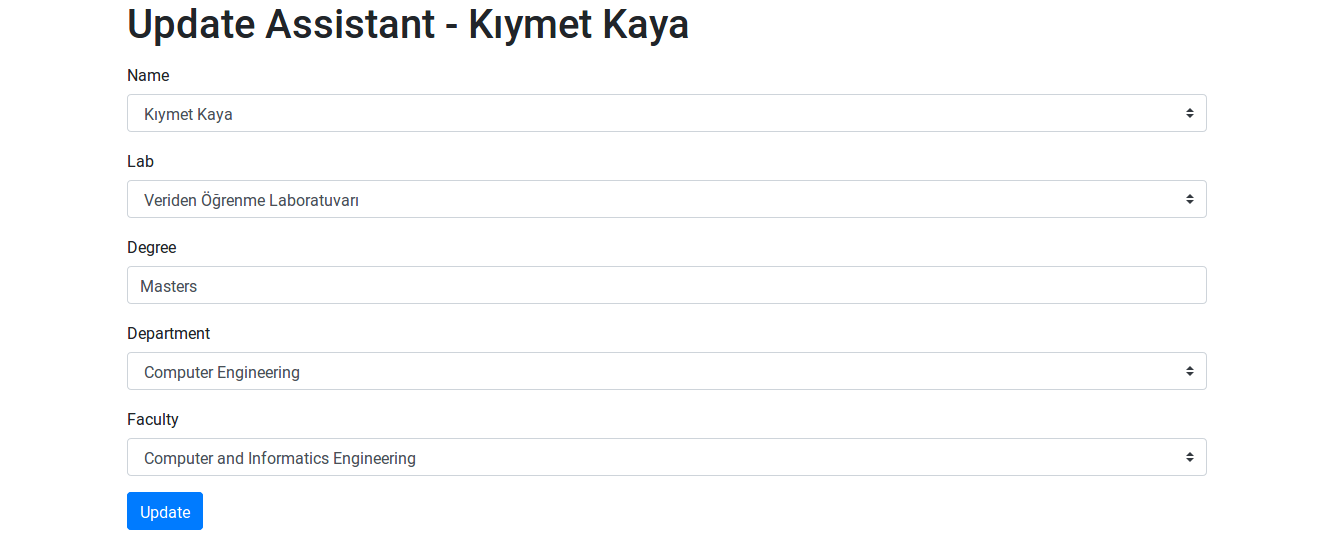 Update Assistant - Kıymet Kaya
Name
Kıymet Kaya
Lab
Veriden Öğrenme Laboratuvarı
Degree
Masters
Department
Computer Engineering
Faculty
Computer and Informatics Engineering
Update